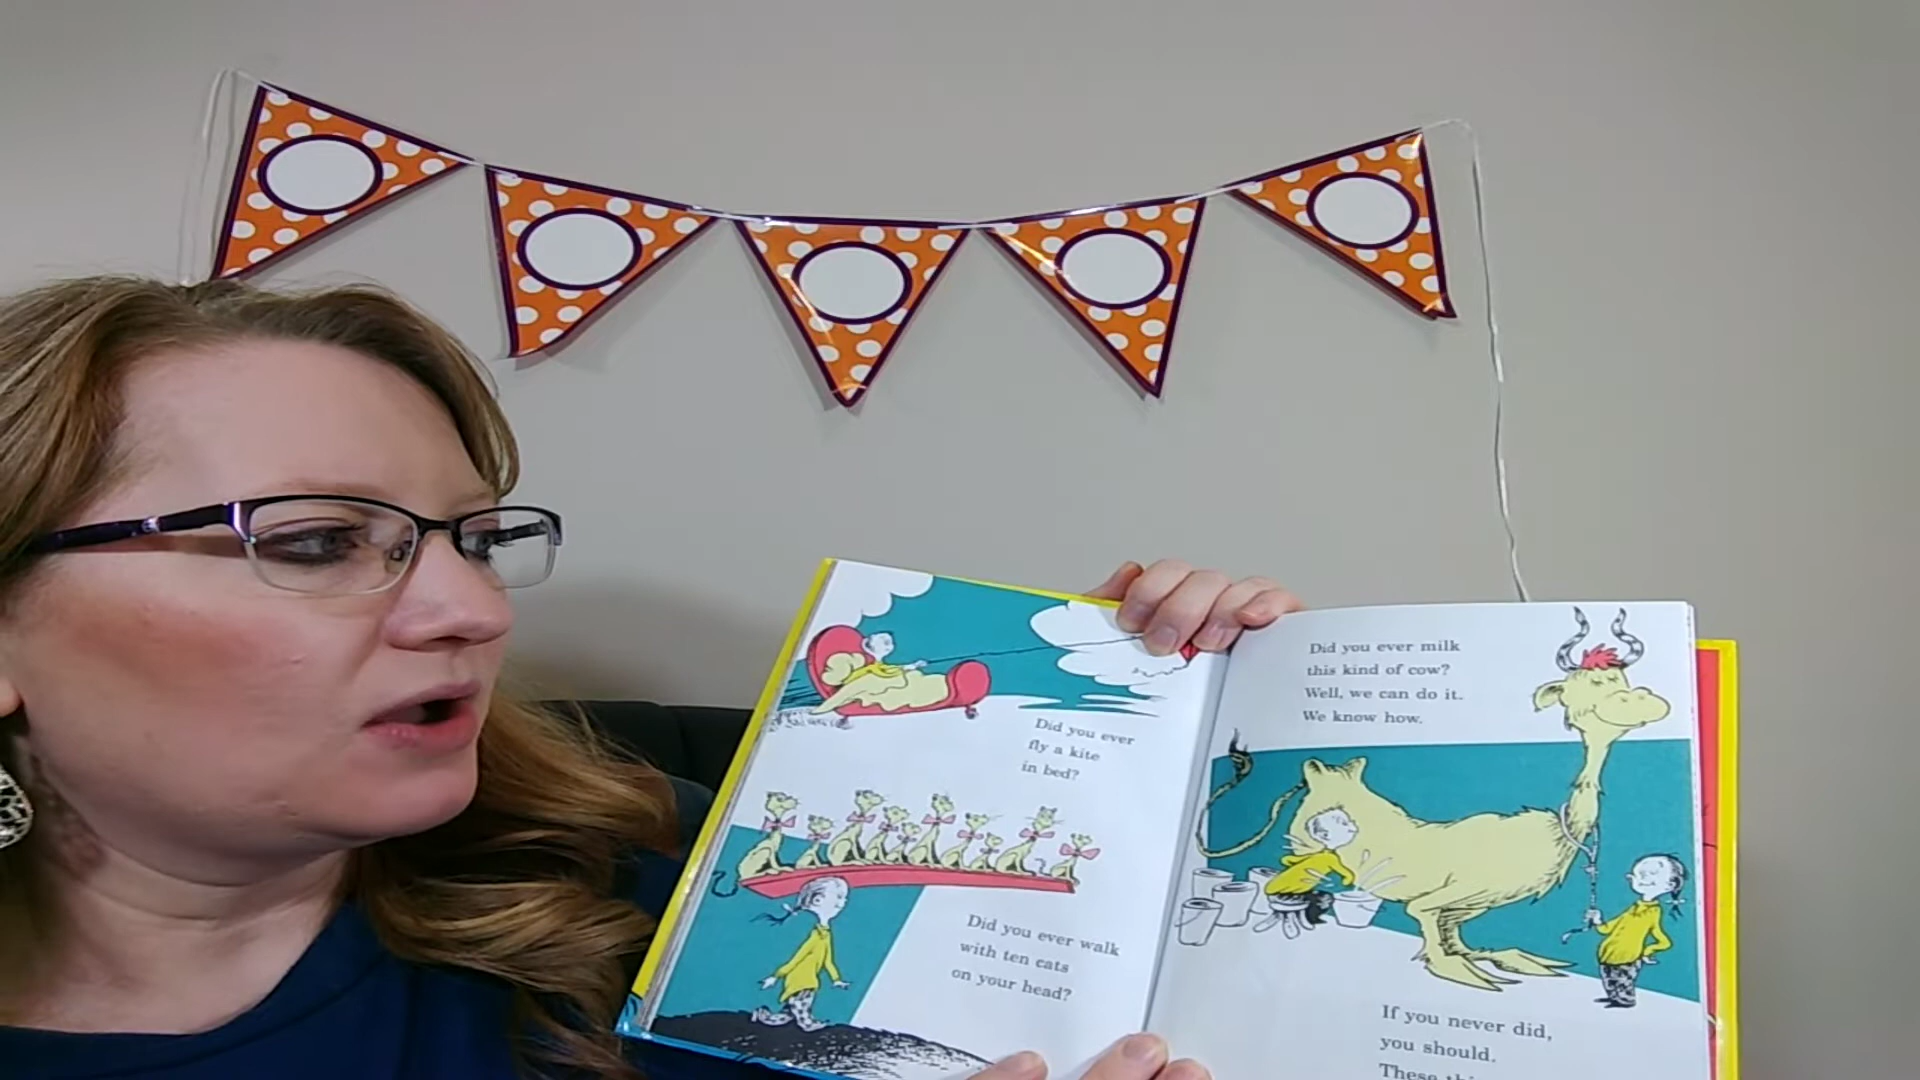 Did you ever
fly a kite
in bed?
Did you ever walk
with ten cats
on your head?
Did you ever milk
this kind of cow?
Well, we can do it.
We know how.
If you never did,
you should.
These